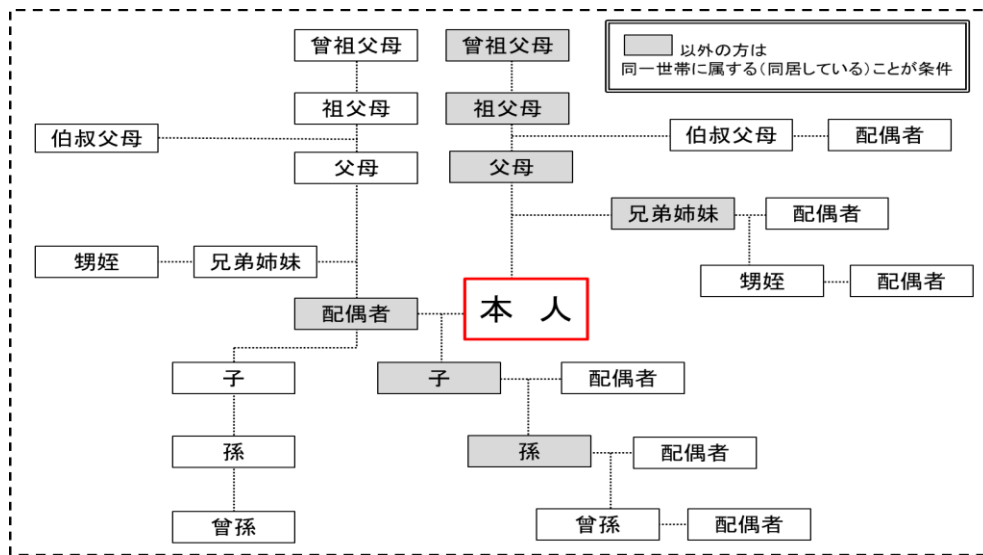 曾祖父母
曾祖父母
以外の方は
同一世帯に属する(同居している)ことが条件
祖父母
祖父母
伯叔父母
伯叔父母
配偶者
父母
父母
兄弟姉妹
配偶者
甥姪
兄弟姉妹
甥姪
配偶者
配偶者
本人
子
子
配偶者
孫
孫
配偶者
曾孫
曾孫
配偶者